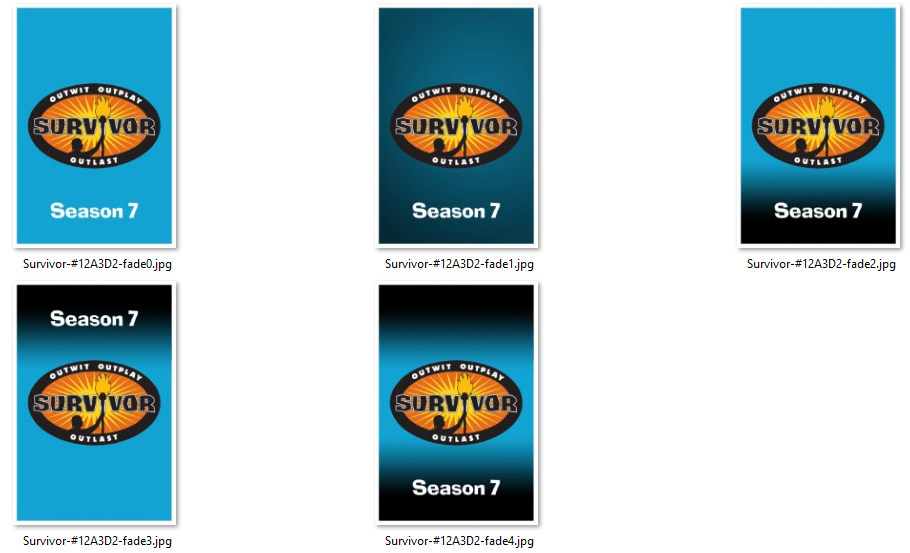 OUTWIT OUTPLAY
SURVIVOR
OUTLAST
Season 7
Survivor-#12A3D2-fade0.jpg
OUTWIT OUTPLAY
SURVIVOR
OUTLAST
Season 7
Survivor-#12A3D2-fade1.jpg
OUTWIT OUTPLAY
SURVIVOR
OUTLAST
Season 7
Survivor-#12A3D2-fade2.jpg
Season 7
OUTWIT OUTPLAY
SURVIVOR
OUTLAST
Survivor-#12A3D2-fade3.jpg
OUTWIT OUTPLAY
SURVIVOR
OUTLAST
Season 7
Survivor-#12A3D2-fade4.jpg